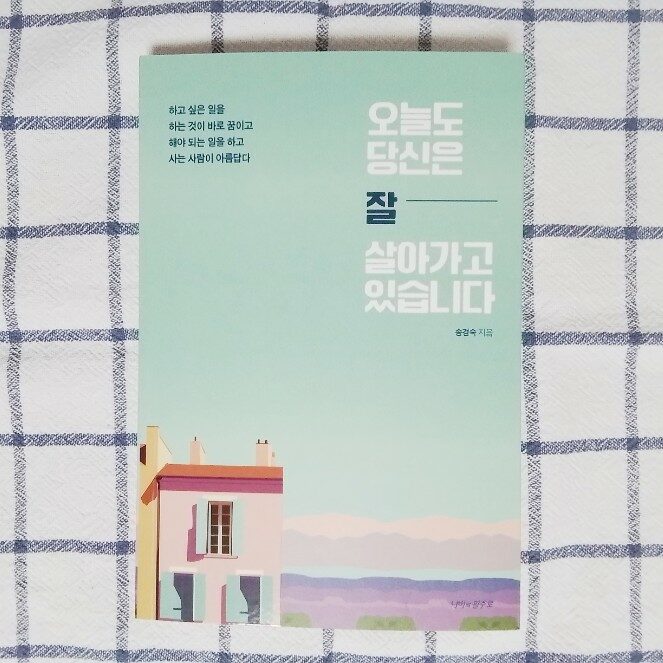 하고 싶은 일을
하는 것이 바로 꿈이고
해야 되는 일을 하고
사는 사람이 아름답다
오늘도
당신은
잘
살아가고
있습니다
송경숙 지음